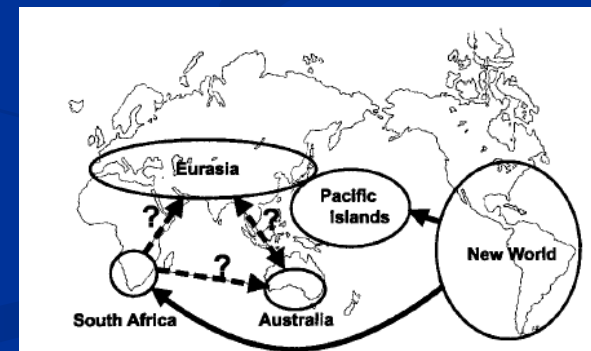 Eurasia
?
?
Pacific
Islands
New World
?
South Africa
Australia